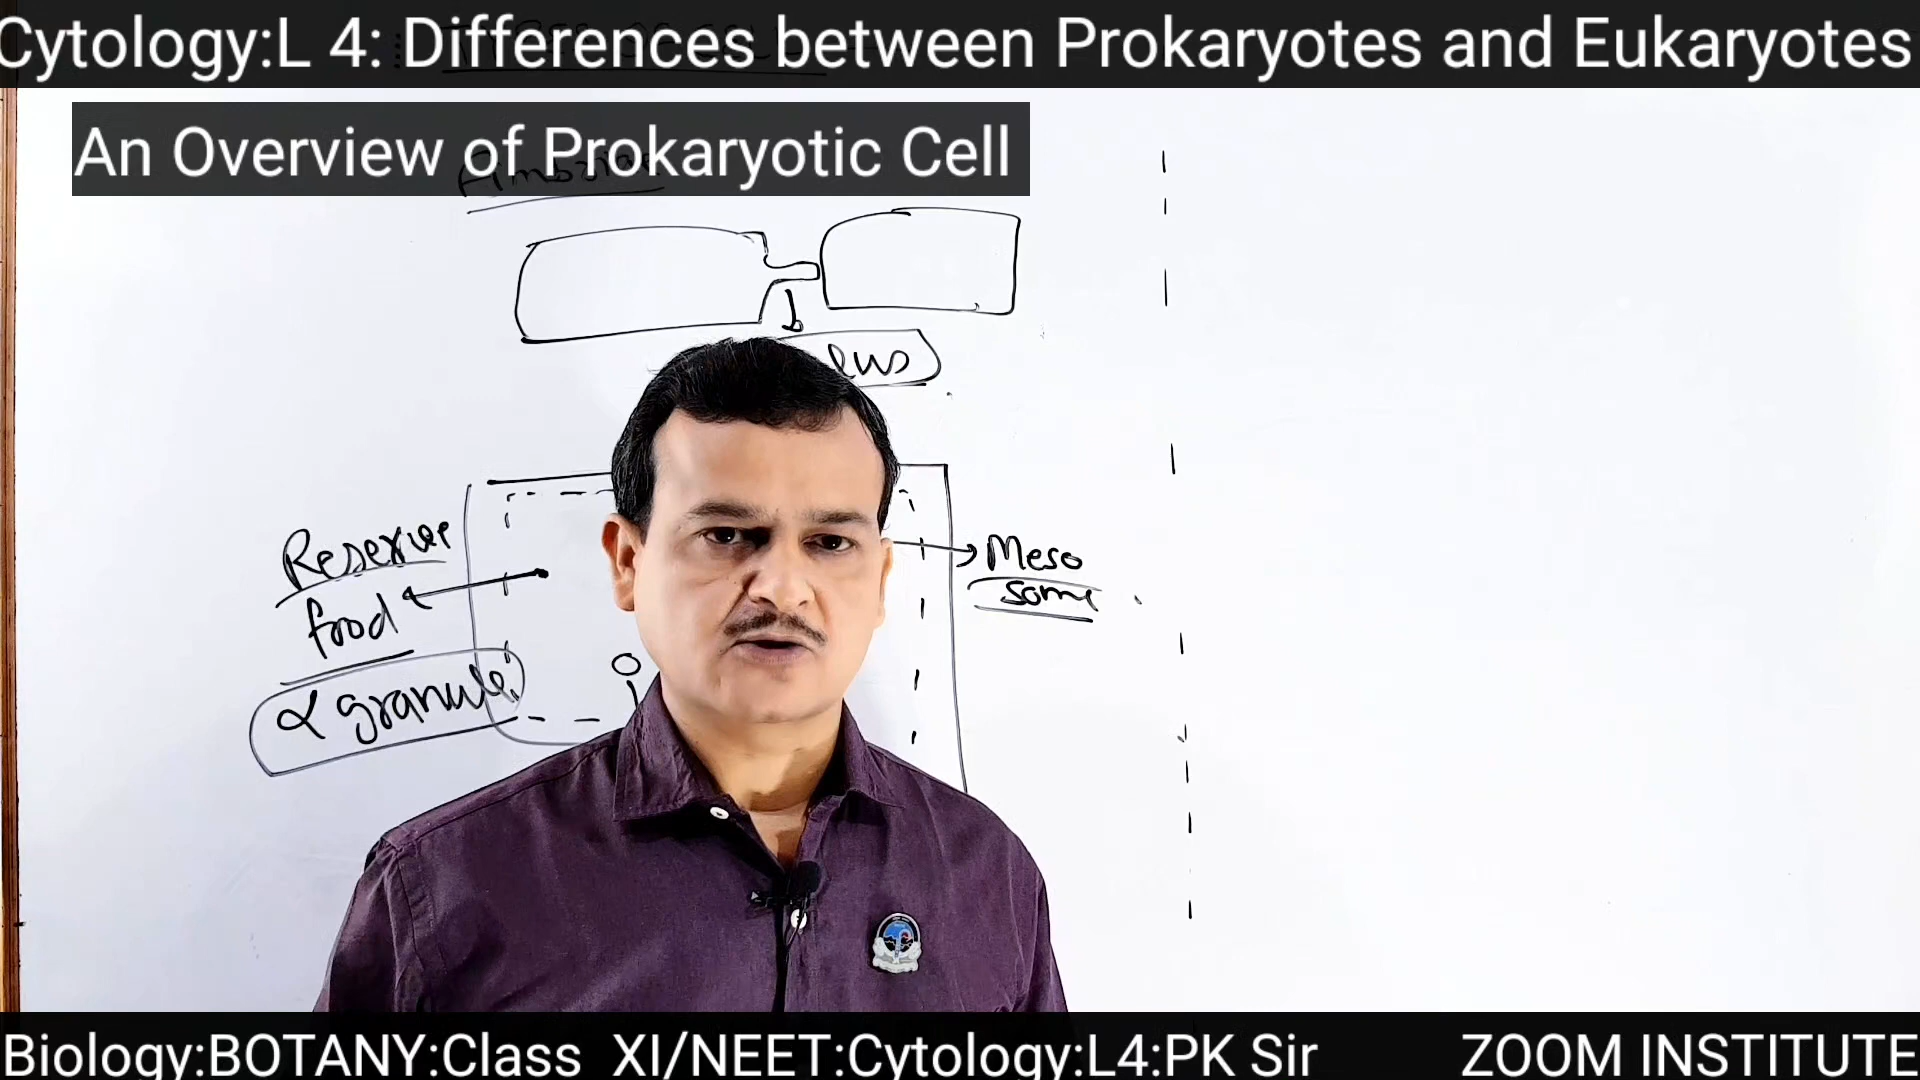 Cytology:L 4: Differences between Prokaryotes and Eukaryotes
An Overview of Prokaryotic Cell
Reserve
food
α granule
Meso
some
Biology:BOTANY:Class XI/NEET:Cytology:L4:PK Sir ZOOM INSTITUTE